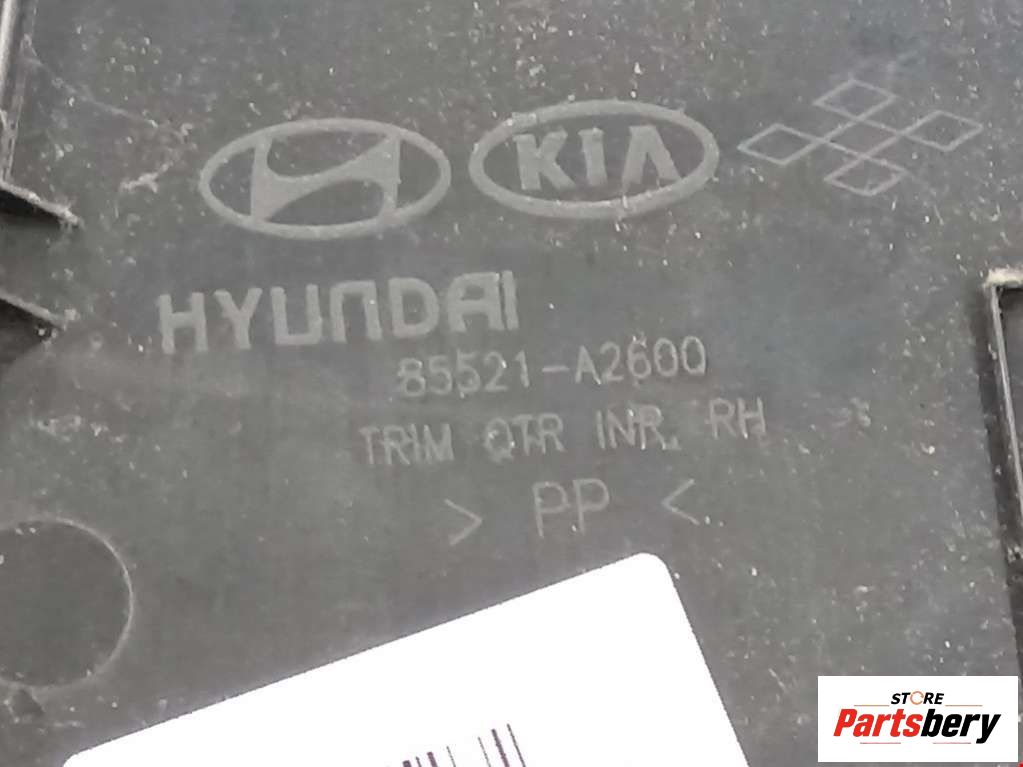 KIA
HYUNDAI
85521-A2600
TRIM QTR INR, RH
> PP <
STORE
Partsbery